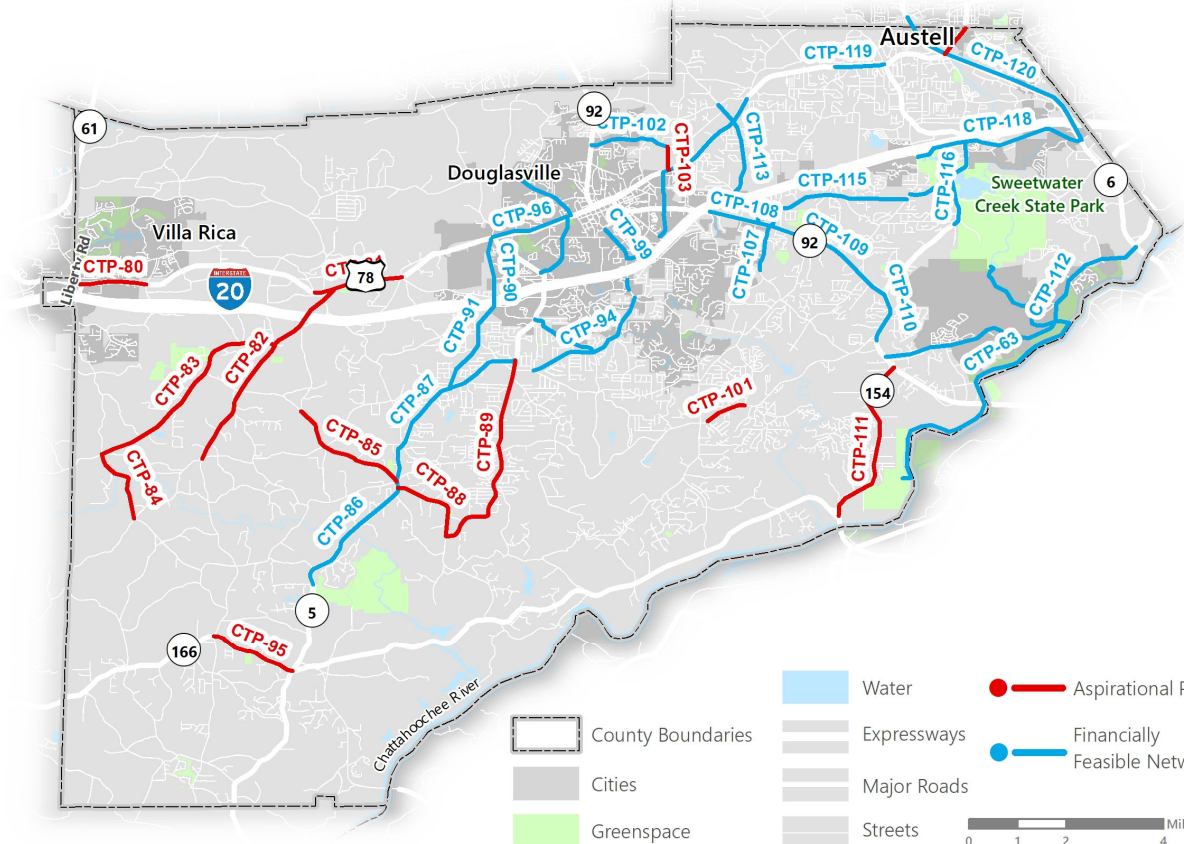 Austell
CTP-119
CTP-120
61
92
CTP-102
CTP-103
CTP-113
CTP-118
CTP-116
6
Douglasville
CTP-115
Sweetwater
Creek State Park
CTP-96
CTP-108
CTP-99
CTP-107
92
CTP-109
Villa Rica
Liberty Rd
CTP-80
INTERSTATE
20
78
CTP-90
CTP-91
CTP-94
CTP-110
CTP-112
CTP-63
CTP-83
CTP-82
CTP-87
CTP-89
CTP-101
154
CTP-111
CTP-85
CTP-84
CTP-88
CTP-86
5
CTP-95
166
Chattahoochee River
County Boundaries
Cities
Greenspace
Water
Expressways
Major Roads
Streets
Aspirational
Financially
Feasible
0 1 2 4